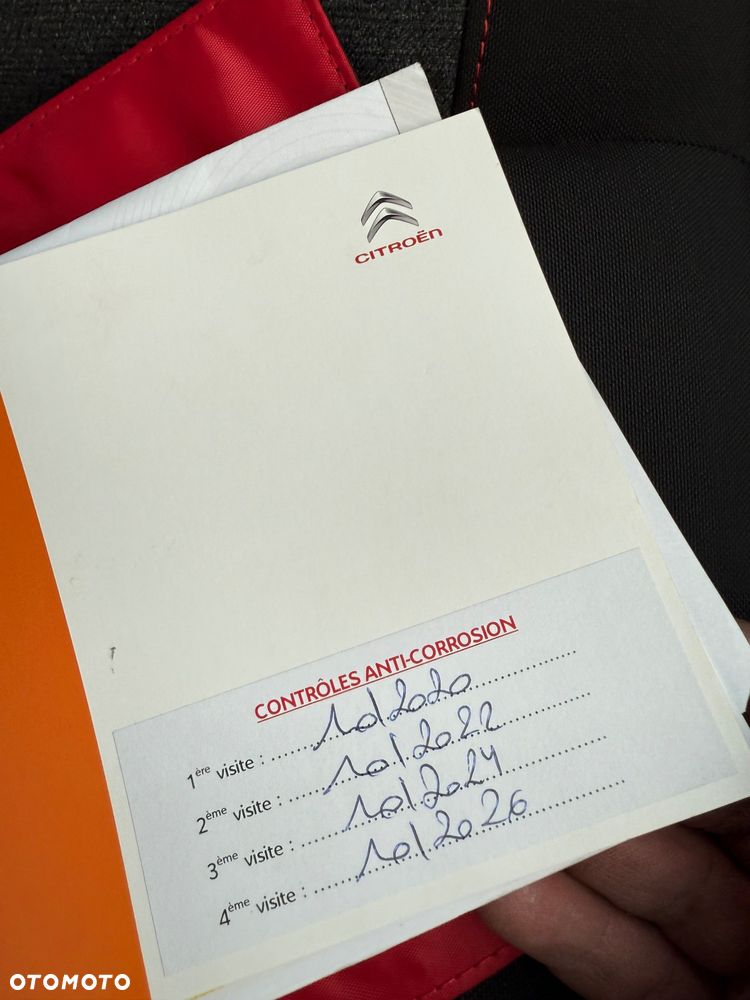 CITROËN
CONTRÔLES ANTI-CORROSION
1ère visite : ........10/2020................
2ème visite : ........10/2022................
3ème visite : ........10/2024................
4ème visite : ........10/2026................
OTOMOTO